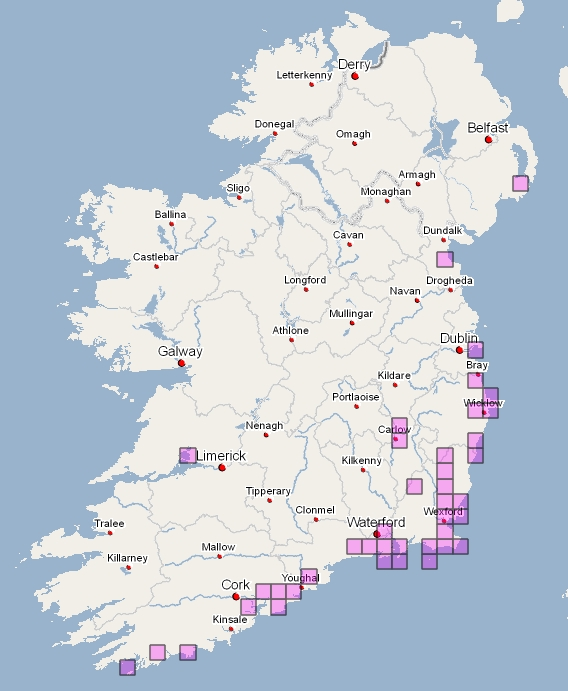 Derry
Letterkenny
Donegal
Omagh
Belfast
Armagh
Sligo
Monaghan
Ballina
Cavan
Dundalk
Castlebar
Longford
Navan
Drogheda
Mullingar
Athlone
Dublin
Galway
Bray
Kildare
Portlaoise
Wicklow
Nenagh
Carlow
Limerick
Kilkenny
Tipperary
Clonmel
Wexford
Tralee
Waterford
Mallow
Killarney
Youghal
Cork
Kinsale